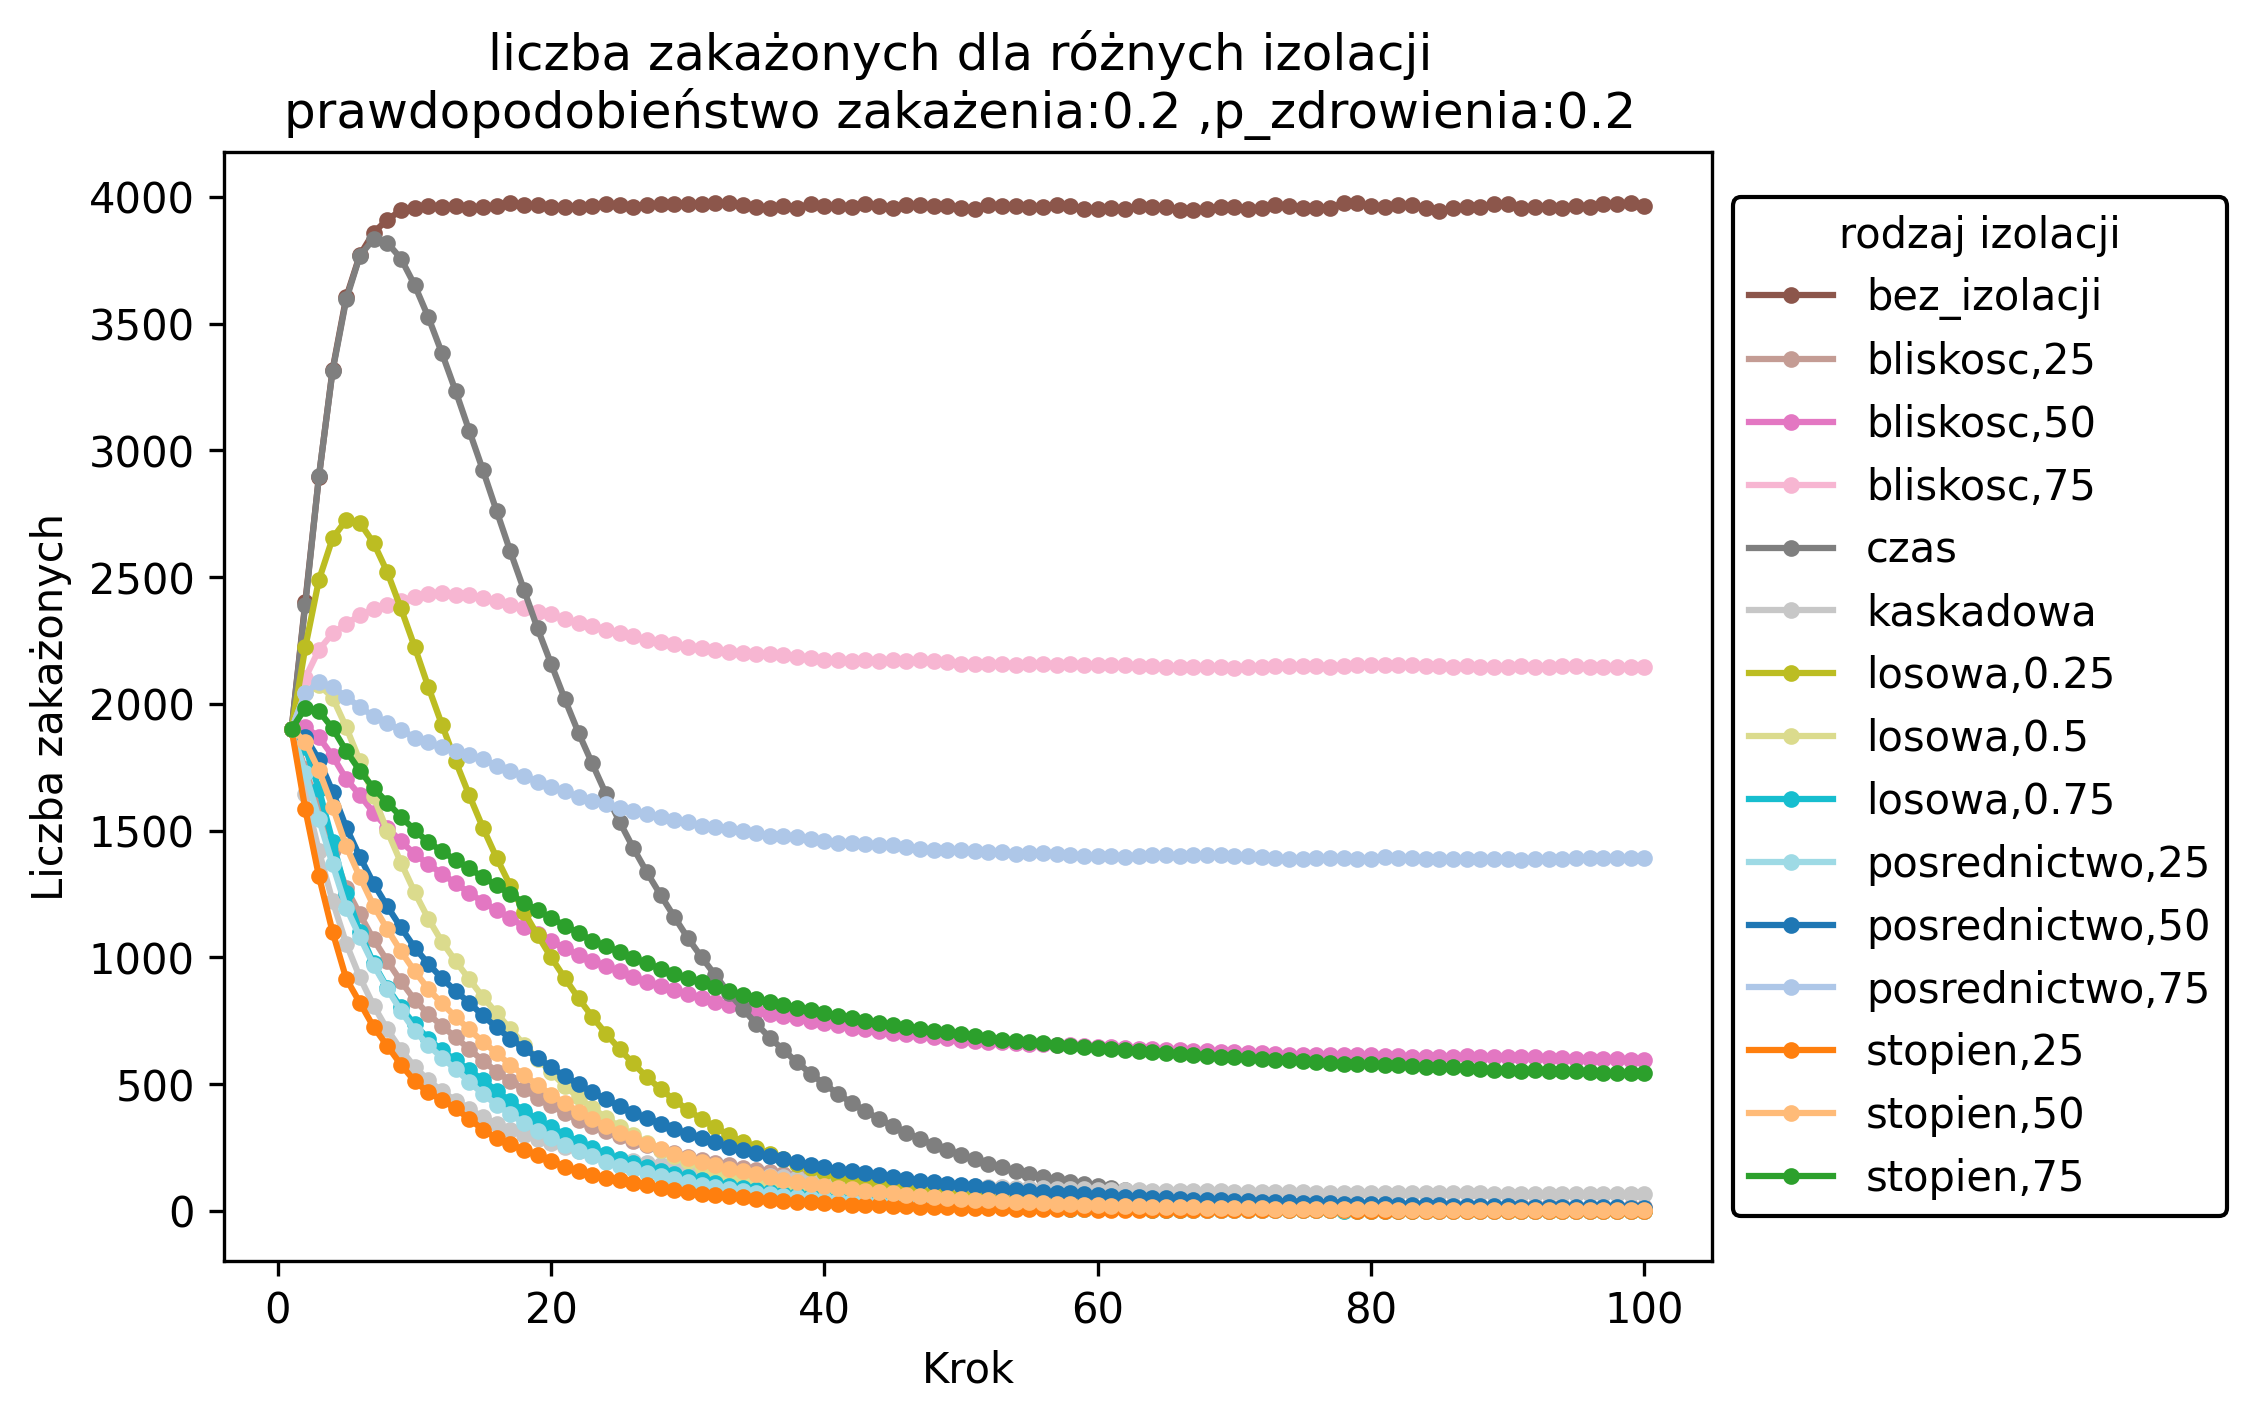 liczba zakażonych dla różnych izolacji
prawdopodobieństwo zakażenia:0.2 ,p_zdrowienia:0.2
Liczba zakażonych
4000
3500
3000
2500
2000
1500
1000
500
0
0 20 40 60 80 100
Krok
rodzaj izolacji
bez_izolacji
bliskosc,25
bliskosc,50
bliskosc,75
czas
kaskadowa
losowa,0.25
losowa,0.5
losowa,0.75
posrednictwo,25
posrednictwo,50
posrednictwo,75
stopien,25
stopien,50
stopien,75